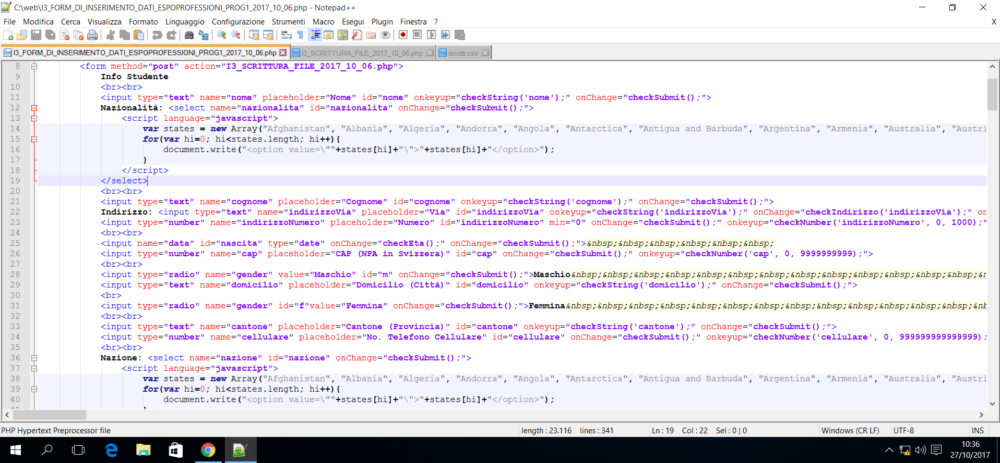 C:\web\I3_FORM_DI_INSERIMENTO_DATI_ESPOPROFESSIONI_PROG1_2017_10_06.php - Notepad++
File Modifica Cerca Visualizza Formato Linguaggio Configurazione Strumenti Macro Esegui Plugin Finestra ? X
I3_FORM_DI_INSERIMENTO_DATI_ESPOPROFESSIONI_PROG1_2017_10_06.php I3_SCRITTURA_FILE_2017_10_06.php iscritti.csv
8 <form method="post" action="I3_SCRITTURA_FILE_2017_10_06.php">
9 Info Studente
10 <br><br>
11 <input type="text" name="nome" placeholder="Nome" id="nome" onkeyup="checkString('nome');" onChange="checkSubmit();">
12 Nazionalità: <select name="nazionalita" id="nazionalita" onChange="checkSubmit();">
13 <script language="javascript">
14 var states = new Array("Afghanistan", "Albania", "Algeria", "Andorra", "Angola", "Antarctica", "Antigua and Barbuda", "Argentina", "Armenia", "Australia", "Austri
15 for(var hi=0; hi<states.length; hi++){
16 document.write("<option value=\""+states[hi]+"\">"+states[hi]+"</option>");
17 }
18 </script>
19 </select>
20 <br><br>
21 <input type="text" name="cognome" placeholder="Cognome" id="cognome" onkeyup="checkString('cognome');" onChange="checkSubmit();">
22 Indirizzo: <input type="text" name="indirizzoVia" placeholder="Via" id="indirizzoVia" onkeyup="checkString('indirizzoVia');" onChange="checkIndirizzo('indirizzoVia');" on
23 <input type="number" name="indirizzoNumero" placeholder="Numero" id="indirizzoNumero" min="0" onChange="checkSubmit();" onkeyup="checkNumber('indirizzoNumero', 0, 1000);"
24 <br><br>
25 <input name="data" id="nascita" type="date" onChange="checkEta();" onChange="checkSubmit();">&nbsp;&nbsp;&nbsp;&nbsp;&nbsp;&nbsp;
26 <input type="number" name="cap" placeholder="CAP (NPA in Svizzera)" id="cap" onChange="checkSubmit();" onkeyup="checkNumber('cap', 0, 9999999999);">
27 <br><br>
28 <input type="radio" name="gender" value="Maschio" id="m" onChange="checkSubmit();">Maschio&nbsp;&nbsp;&nbsp;&nbsp;&nbsp;&nbsp;&nbsp;&nbsp;&nbsp;&nbsp;&nbsp;&nbsp;&nbsp;&n
29 <input type="text" name="domicilio" placeholder="Domicilio (Città)" id="domicilio" onkeyup="checkString('domicilio');" onChange="checkSubmit();">
30 <br>
31 <input type="radio" name="gender" id="f"value="Femmina" onChange="checkSubmit();">Femmina&nbsp;&nbsp;&nbsp;&nbsp;&nbsp;&nbsp;&nbsp;&nbsp;&nbsp;&nbsp;&nbsp;&nbsp;&nbsp;&nb
32 <br><br>
33 <input type="text" name="cantone" placeholder="Cantone (Provincia)" id="cantone" onkeyup="checkString('cantone');" onChange="checkSubmit();">
34 <input type="number" name="cellulare" placeholder="No. Telefono Cellulare" id="cellulare" onChange="checkSubmit();" onkeyup="checkNumber('cellulare', 0, 999999999999999);
35 <br><br>
36 Nazione: <select name="nazione" id="nazione" onChange="checkSubmit();">
37 <script language="javascript">
38 var states = new Array("Afghanistan", "Albania", "Algeria", "Andorra", "Angola", "Antarctica", "Antigua and Barbuda", "Argentina", "Armenia", "Australia", "Austri
39 for(var hi=0; hi<states.length; hi++){
40 document.write("<option value=\""+states[hi]+"\">"+states[hi]+"</option>");
PHP Hypertext Preprocessor file length : 23.116 lines : 341 Ln : 19 Col : 22 Sel : 0 | 0 Windows (CR LF) UTF-8 INS
10:36
27/10/2017